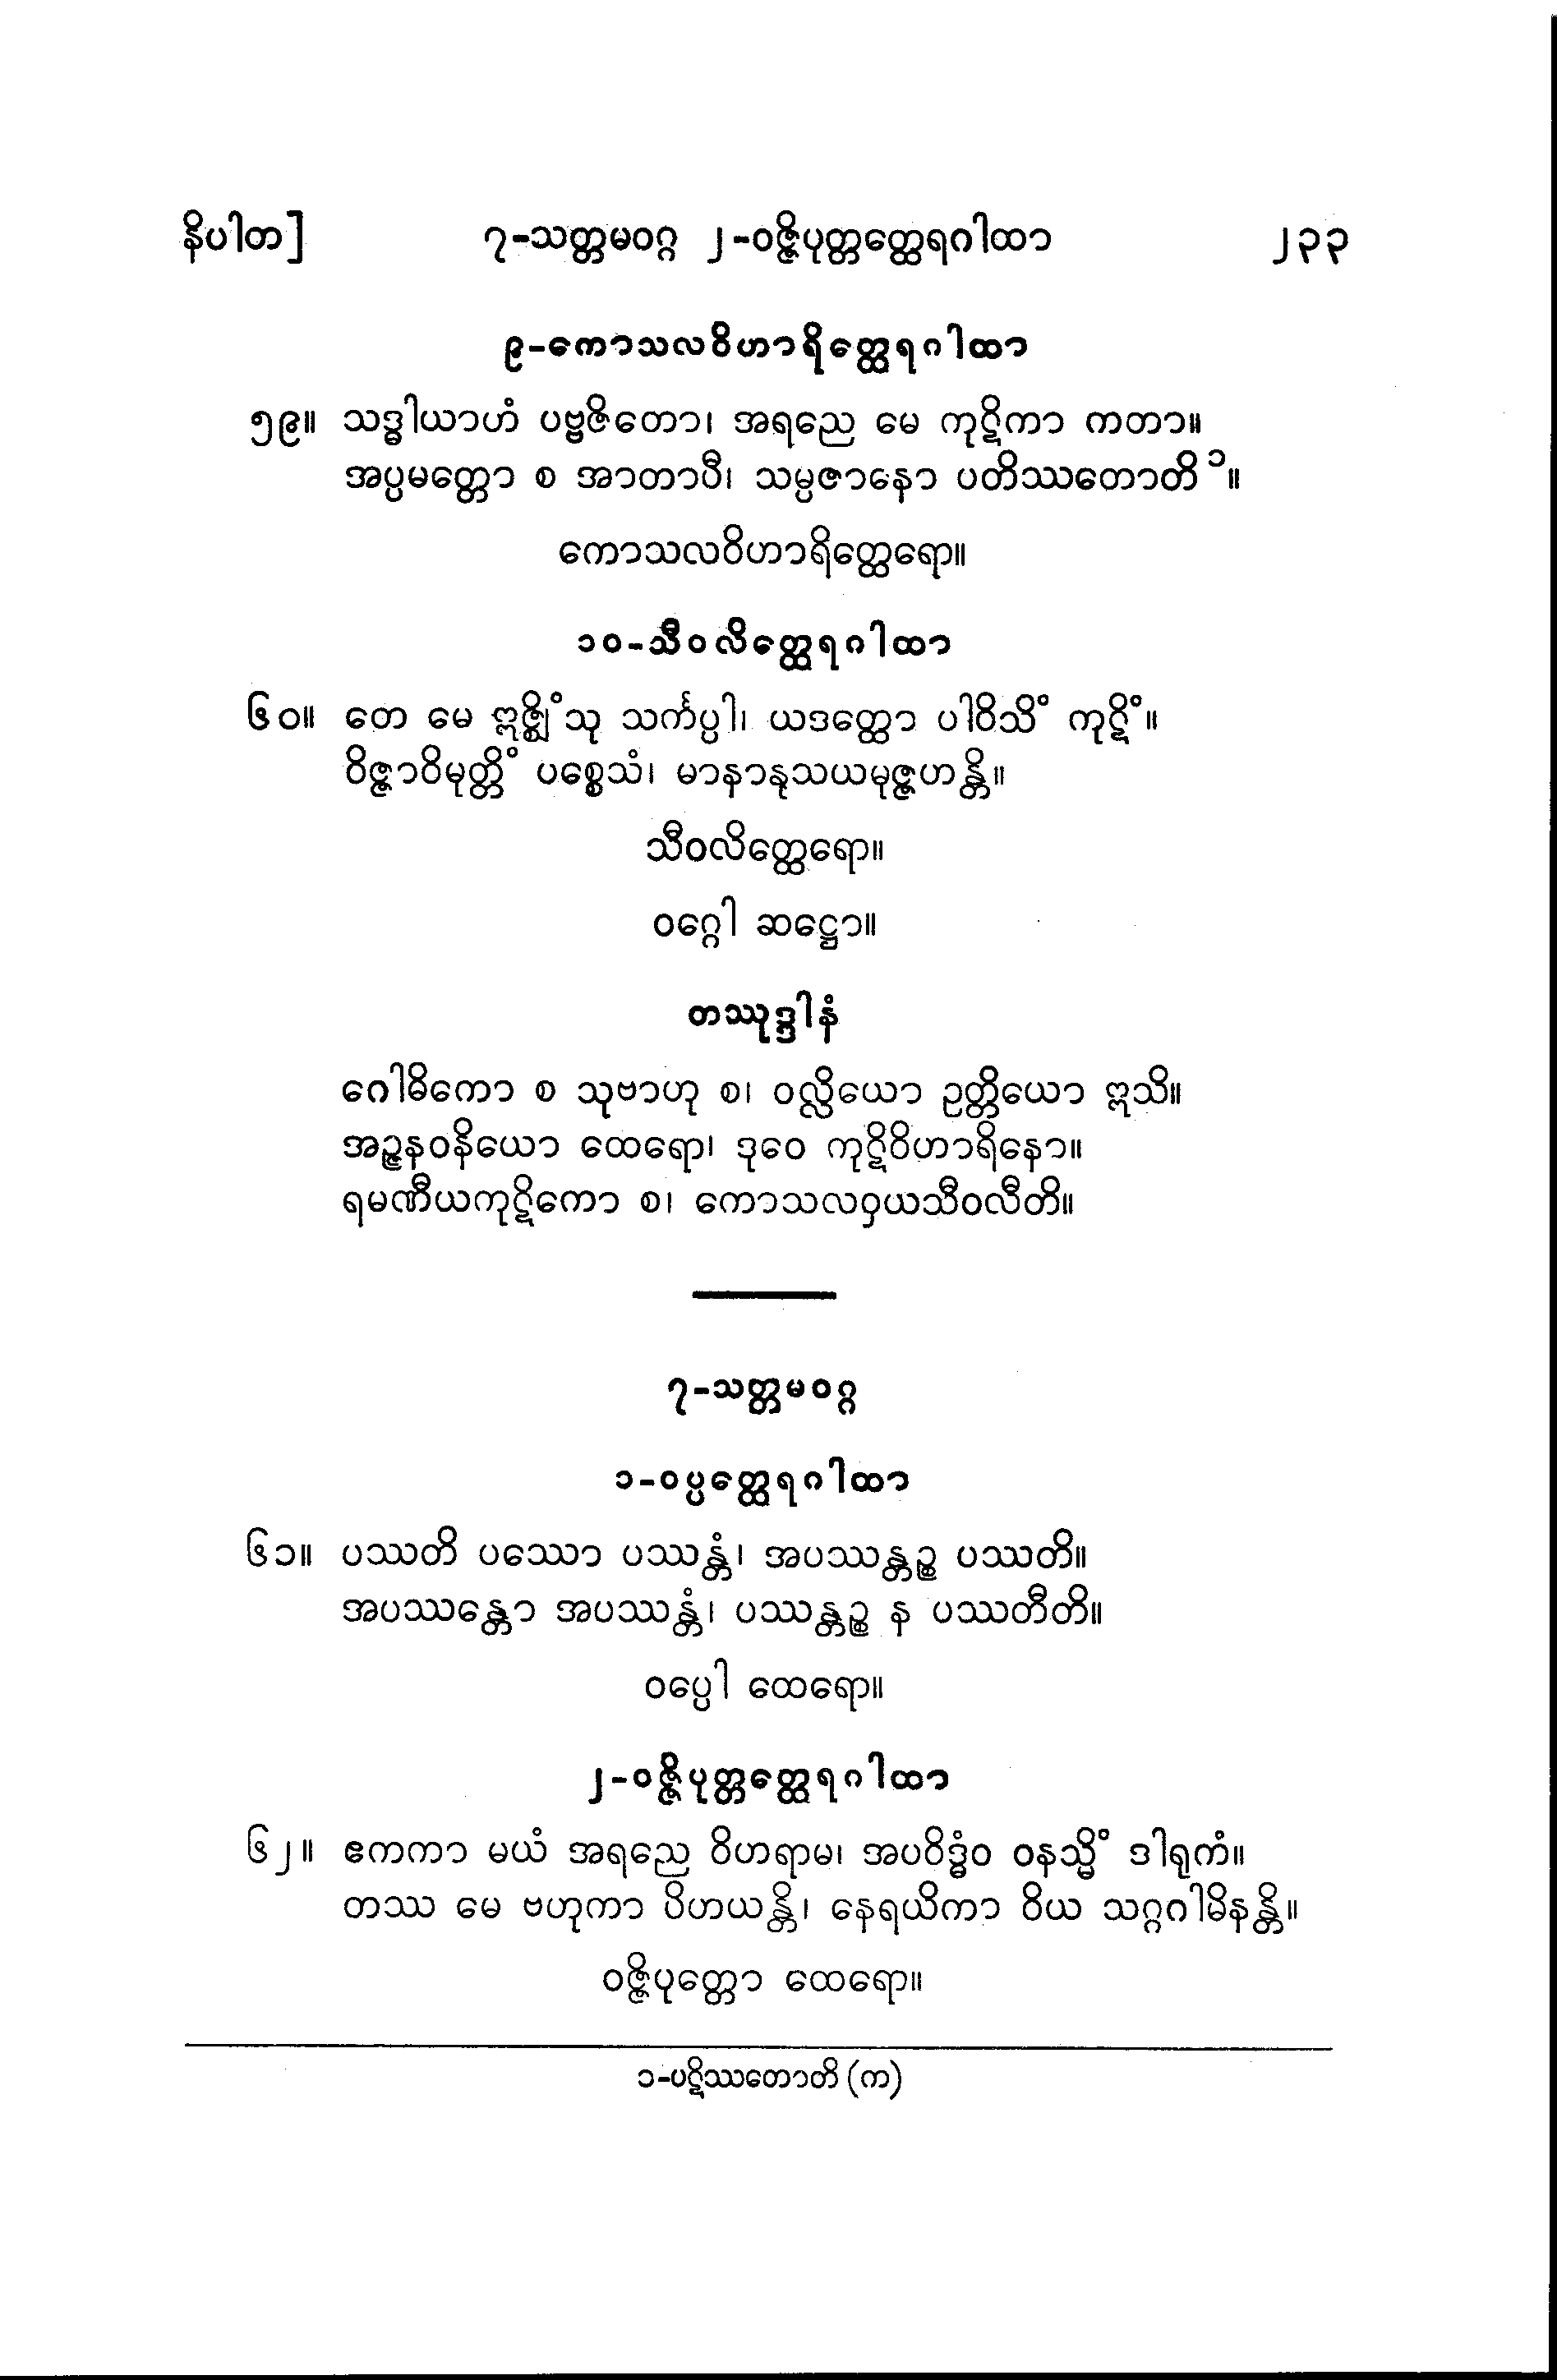 နိပါတ] ၇-သတ္တမဝဂ္ဂ ၂-ဝဇ္ဇိပုတ္တတ္ထေရဂါထာ ၂၃၃
၉-ကောသလဝိဟာရိတ္ထေရဂါထာ
၅၉။ သဒ္ဓါယာဟံ ပဗ္ဗဇိတော၊ အရညေ မေ ကုဋိကာ ကတာ။
အပ္ပမတ္တော စ အာတာပီ၊ သမ္ပဇာနော ပတိဿတောတိ ၁။
ကောသလဝိဟာရိတ္ထေရော။
၁၀-သီဝလိတ္ထေရဂါထာ
၆၀။ တေ မေ ဣဇ္ဈိံသု သင်္ကပ္ပါ၊ ယဒတ္ထော ပါဝိသိံ ကုဋိံ။
ဝိဇ္ဇာဝိမုတ္တိံ ပစ္စေသံ၊ မာနာနုသယမုဇ္ဇဟန္တိ။
သီဝလိတ္ထေရော။
ဝဂ္ဂေါ ဆဋ္ဌော။
တဿုဒ္ဒါနံ
ဂေါဓိကော စ သုဗာဟု စ၊ ဝလ္လိယော ဥတ္တိယော ဣသိ။
အဉ္ဇနဝနိယော ထေရော၊ ဒုဝေ ကုဋိဝိဟာရိနော။
ရမဏီယကုဋိကော စ၊ ကောသလဝှယသီဝလီတိ။
၇-သတ္တမဝဂ္ဂ
၁-ဝပ္ပတ္ထေရဂါထာ
၆၁။ ပဿတိ ပဿော ပဿန္တံ၊ အပဿန္တဉ္စ ပဿတိ။
အပဿန္တော အပဿန္တံ၊ ပဿန္တဉ္စ န ပဿတီတိ။
ဝပ္ပေါ ထေရော။
၂-ဝဇ္ဇိပုတ္တတ္ထေရဂါထာ
၆၂။ ဧကကာ မယံ အရညေ ဝိဟရာမ၊ အပဝိဒ္ဓံဝ ဝနသ္မိံ ဒါရုကံ။
တဿ မေ ဗဟုကာ ပိဟယန္တိ၊ နေရယိကာ ဝိယ သဂ္ဂဂါမိနန္တိ။
ဝဇ္ဇိပုတ္တော ထေရော။
၁-ပဋိဿတောတိ (က)